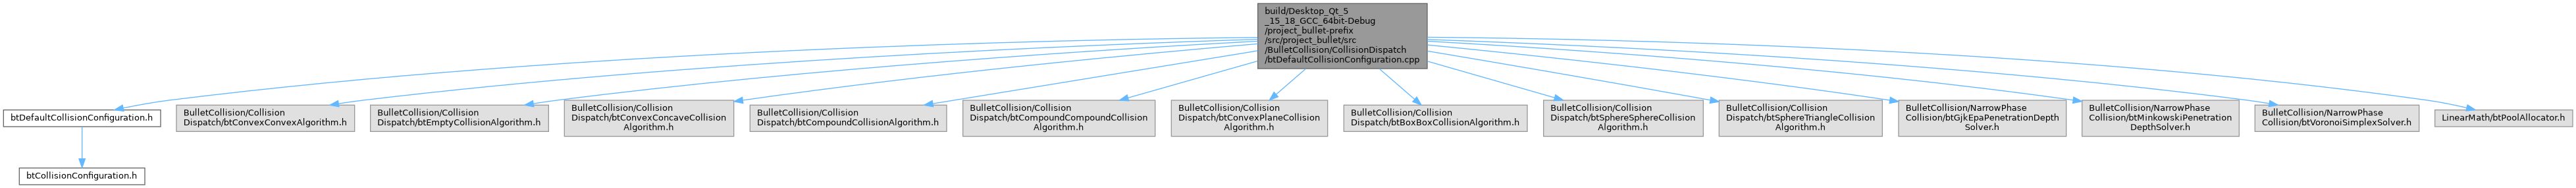 build/Desktop_Qt_5
_15_18_GCC_64bit-Debug
/project_bullet-prefix
/src/project_bullet/src
/BulletCollision/CollisionDispatch
/btDefaultCollisionConfiguration.cpp
btDefaultCollisionConfiguration.h
BulletCollision/Collision
Dispatch/btConvexConvexAlgorithm.h
BulletCollision/Collision
Dispatch/btEmptyCollisionAlgorithm.h
BulletCollision/Collision
Dispatch/btConvexConcaveCollision
Algorithm.h
BulletCollision/Collision
Dispatch/btCompoundCollisionAlgorithm.h
BulletCollision/Collision
Dispatch/btCompoundCompoundCollision
Algorithm.h
BulletCollision/Collision
Dispatch/btConvexPlaneCollision
Algorithm.h
BulletCollision/Collision
Dispatch/btBoxBoxCollisionAlgorithm.h
BulletCollision/Collision
Dispatch/btSphereSphereCollision
Algorithm.h
BulletCollision/Collision
Dispatch/btSphereTriangleCollision
Algorithm.h
BulletCollision/NarrowPhase
Collision/btGjkEpaPenetrationDepth
Solver.h
BulletCollision/NarrowPhase
Collision/btMinkowskiPenetration
DepthSolver.h
BulletCollision/NarrowPhase
Collision/btVoronoiSimplexSolver.h
LinearMath/btPoolAllocator.h
btCollisionConfiguration.h